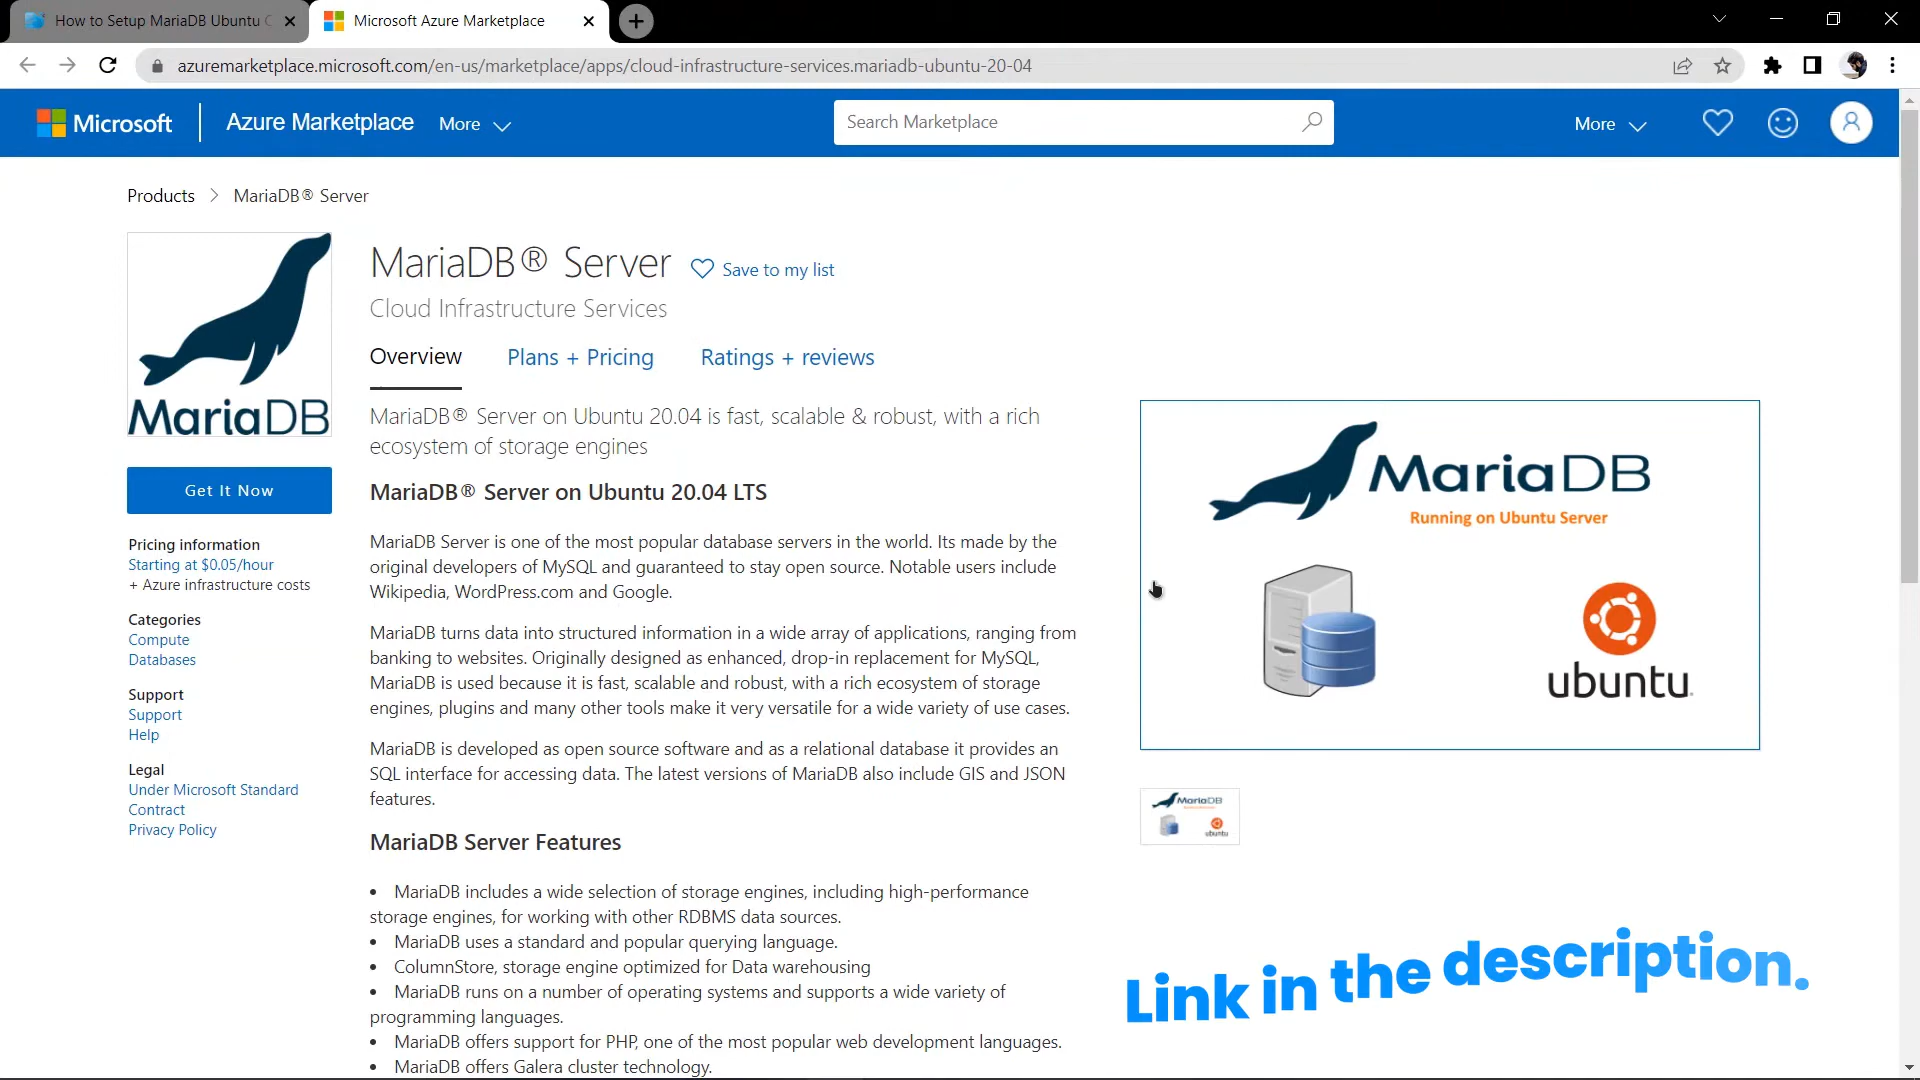 How to Setup MariaDB Ubuntu
Microsoft Azure Marketplace
azuremarketplace.microsoft.com/en-us/marketplace/apps/cloud-infrastructure-services.mariadb-ubuntu-20-04
Microsoft
Azure Marketplace
More
Search Marketplace
More
Products > MariaDB® Server
MariaDB
MariaDB® Server
Save to my list
Cloud Infrastructure Services
Overview
Plans + Pricing
Ratings + reviews
Get It Now
Pricing information
Starting at $0.05/hour
+ Azure infrastructure costs
Categories
Compute
Databases
Support
Support
Help
Legal
Under Microsoft Standard
Contract
Privacy Policy
MariaDB® Server on Ubuntu 20.04 is fast, scalable & robust, with a rich
ecosystem of storage engines
MariaDB® Server on Ubuntu 20.04 LTS
MariaDB Server is one of the most popular database servers in the world. Its made by the
original developers of MySQL and guaranteed to stay open source. Notable users include
Wikipedia, WordPress.com and Google.
MariaDB turns data into structured information in a wide array of applications, ranging from
banking to websites. Originally designed as enhanced, drop-in replacement for MySQL,
MariaDB is used because it is fast, scalable and robust, with a rich ecosystem of storage
engines, plugins and many other tools make it very versatile for a wide variety of use cases.
MariaDB is developed as open source software and as a relational database it provides an
SQL interface for accessing data. The latest versions of MariaDB also include GIS and JSON
features.
MariaDB Server Features
• MariaDB includes a wide selection of storage engines, including high-performance
storage engines, for working with other RDBMS data sources.
• MariaDB uses a standard and popular querying language.
• ColumnStore, storage engine optimized for Data warehousing
• MariaDB runs on a number of operating systems and supports a wide variety of
programming languages.
• MariaDB offers support for PHP, one of the most popular web development languages.
• MariaDB offers Galera cluster technology.
MariaDB
Running on Ubuntu Server
ubuntu
MariaDB
ubuntu
Link in the description.